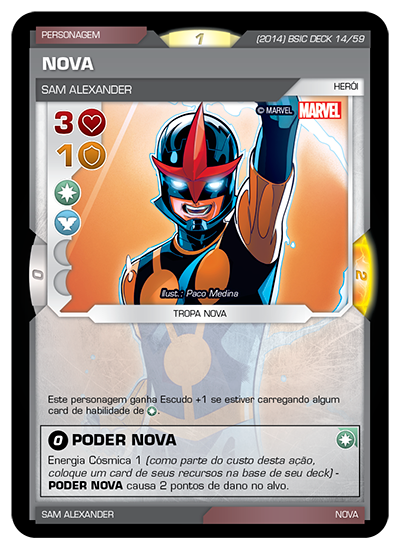 PERSONAGEM
1
(2014) BSIC DECK 14/59
NOVA
SAM ALEXANDER
HERÓI
3
© MARVEL MARVEL
1
0
2
Ilust.: Paco Medina
TROPA NOVA
Este personagem ganha Escudo +1 se estiver carregando algum
card de habilidade de .
0 PODER NOVA
Energia Cósmica 1 (como parte do custo desta ação,
coloque um card de seus recursos na base de seu deck) -
PODER NOVA causa 2 pontos de dano no alvo.
SAM ALEXANDER
NOVA